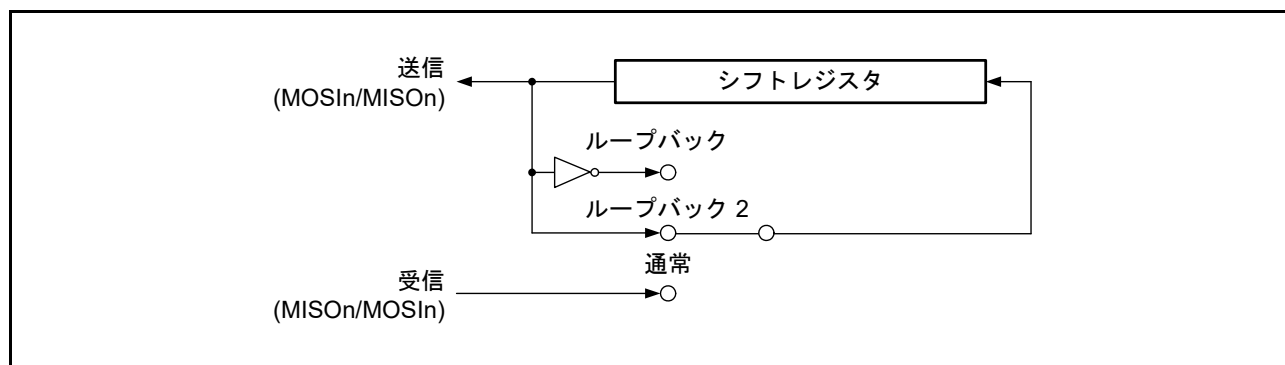 送信
(MOSIn/MISOn)
シフトレジスタ
ループバック
ループバック 2
通常
受信
(MISOn/MOSIn)